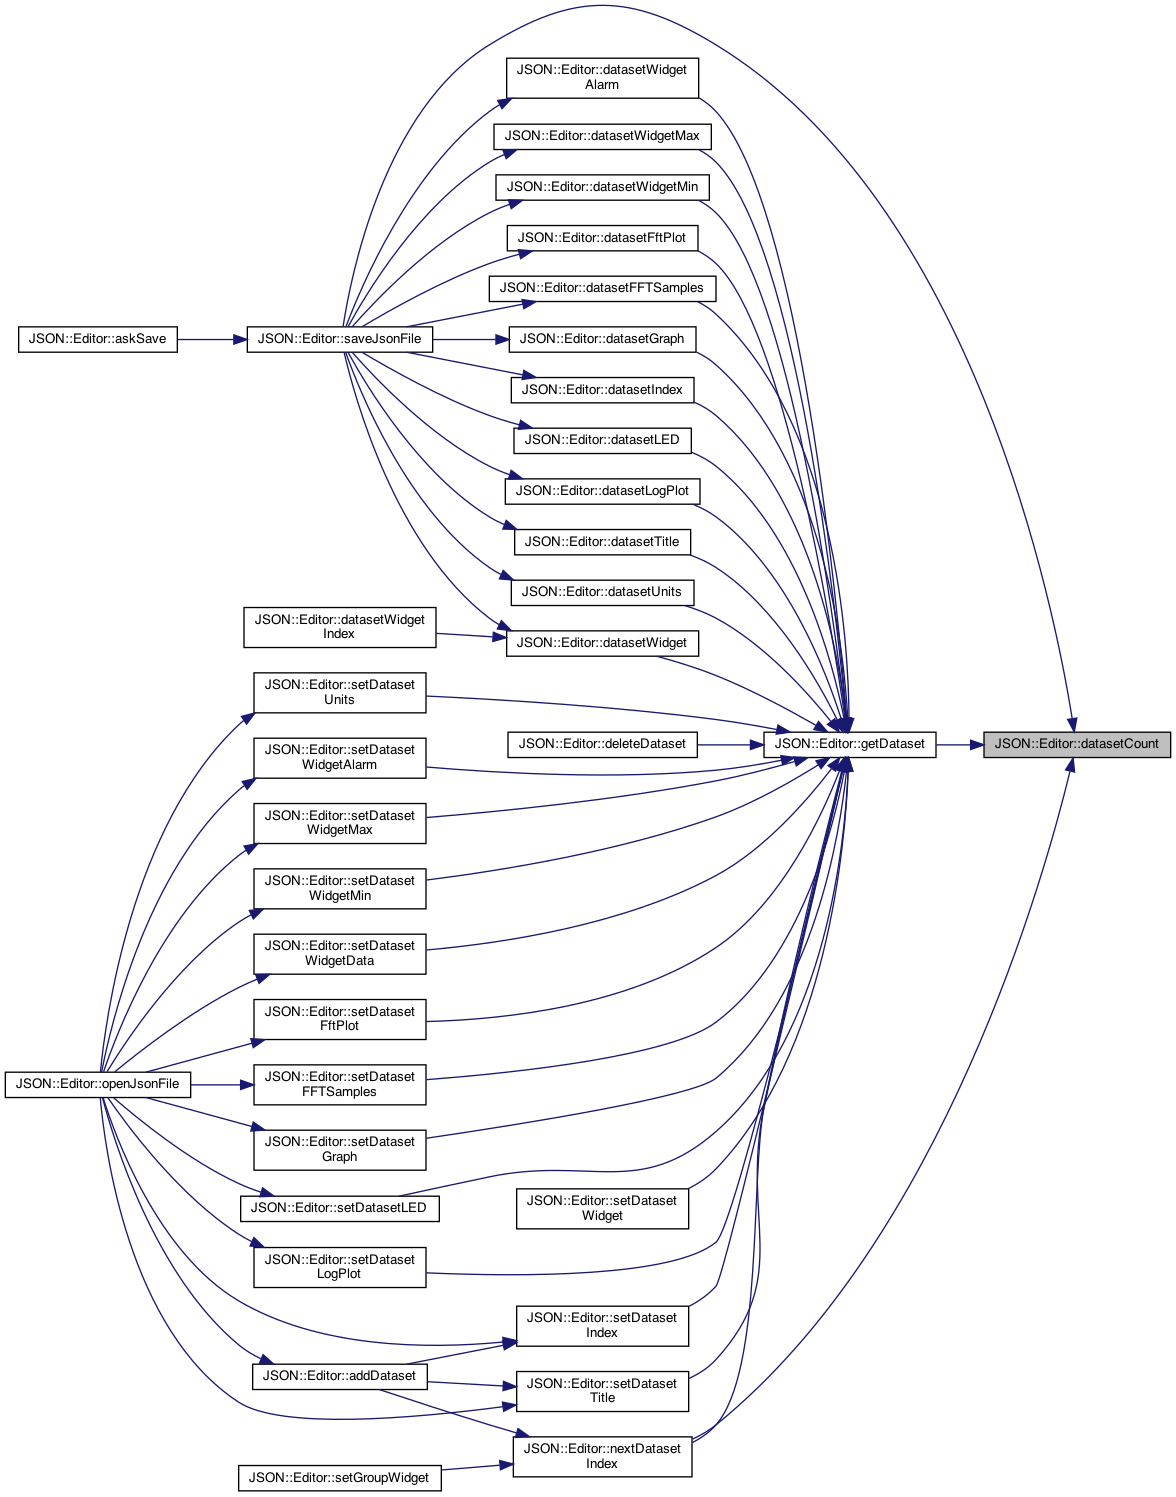 JSON::Editor::datasetWidget
Alarm
JSON::Editor::datasetWidgetMax
JSON::Editor::datasetWidgetMin
JSON::Editor::datasetFftPlot
JSON::Editor::datasetFFTSamples
JSON::Editor::askSave
JSON::Editor::saveJsonFile
JSON::Editor::datasetGraph
JSON::Editor::datasetIndex
JSON::Editor::datasetLED
JSON::Editor::datasetLogPlot
JSON::Editor::datasetTitle
JSON::Editor::datasetUnits
JSON::Editor::datasetWidget
Index
JSON::Editor::datasetWidget
JSON::Editor::setDataset
Units
JSON::Editor::deleteDataset
JSON::Editor::getDataset
JSON::Editor::datasetCount
JSON::Editor::setDataset
WidgetAlarm
JSON::Editor::setDataset
WidgetMax
JSON::Editor::setDataset
WidgetMin
JSON::Editor::setDataset
WidgetData
JSON::Editor::setDataset
FftPlot
JSON::Editor::openJsonFile
JSON::Editor::setDataset
FFTSamples
JSON::Editor::setDataset
Graph
JSON::Editor::setDatasetLED
JSON::Editor::setDataset
Widget
JSON::Editor::setDataset
LogPlot
JSON::Editor::setDataset
Index
JSON::Editor::addDataset
JSON::Editor::setDataset
Title
JSON::Editor::nextDataset
Index
JSON::Editor::setGroupWidget